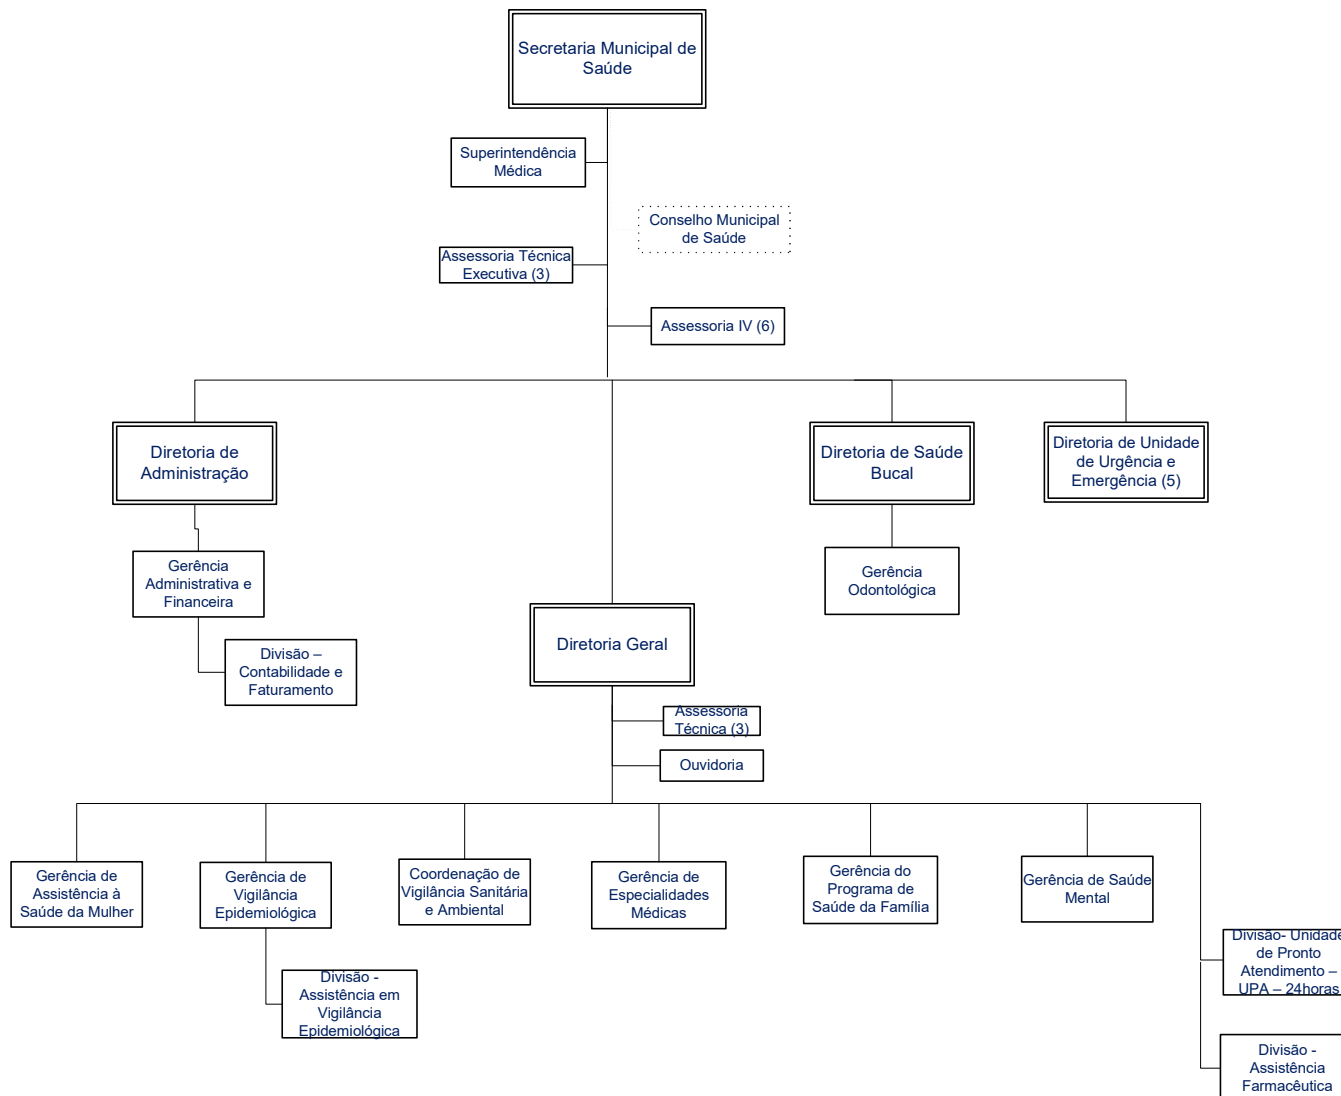 Secretaria Municipal de
Saúde
Superintendência
Médica
Conselho Municipal
de Saúde
Assessoria Técnica
Executiva (3)
Assessoria IV (6)
Diretoria de
Administração
Diretoria de Saúde
Bucal
Diretoria de Unidade
de Urgência e
Emergência (5)
Gerência
Administrativa e
Financeira
Gerência
Odontológica
Divisão –
Contabilidade e
Faturamento
Diretoria Geral
Assessoria
Técnica (3)
Ouvidoria
Gerência de
Assistência à
Saúde da Mulher
Gerência de
Vigilância
Epidemiológica
Coordenação de
Vigilância Sanitária
e Ambiental
Gerência de
Especialidades
Médicas
Gerência do
Programa de
Saúde da Família
Gerência de Saúde
Mental
Divisão- Unidade
de Pronto
Atendimento –
UPA – 24horas
Divisão -
Assistência em
Vigilância
Epidemiológica
Divisão -
Assistência
Farmacêutica